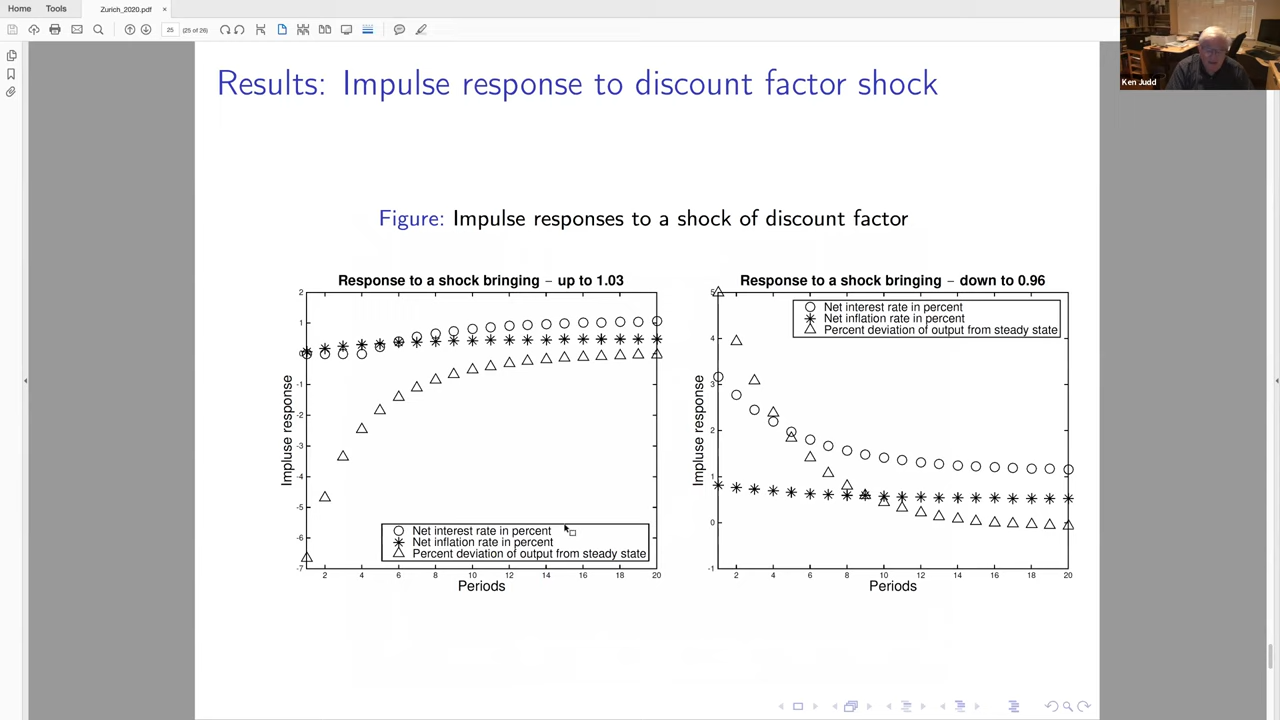 Home Tools Zurich_2020.pdf ×
25 (25 of 26)
Ken Judd
Results: Impulse response to discount factor shock
Figure: Impulse responses to a shock of discount factor
Response to a shock bringing – up to 1.03
2
1
0
-1
-2
-3
-4
-5
-6
-7
Impluse response
Net interest rate in percent
Net inflation rate in percent
Percent deviation of output from steady state
2 4 6 8 10 12 14 16 18 20
Periods
Response to a shock bringing – down to 0.96
5
4
3
2
1
0
-1
Impluse response
Net interest rate in percent
Net inflation rate in percent
Percent deviation of output from steady state
2 4 6 8 10 12 14 16 18 20
Periods